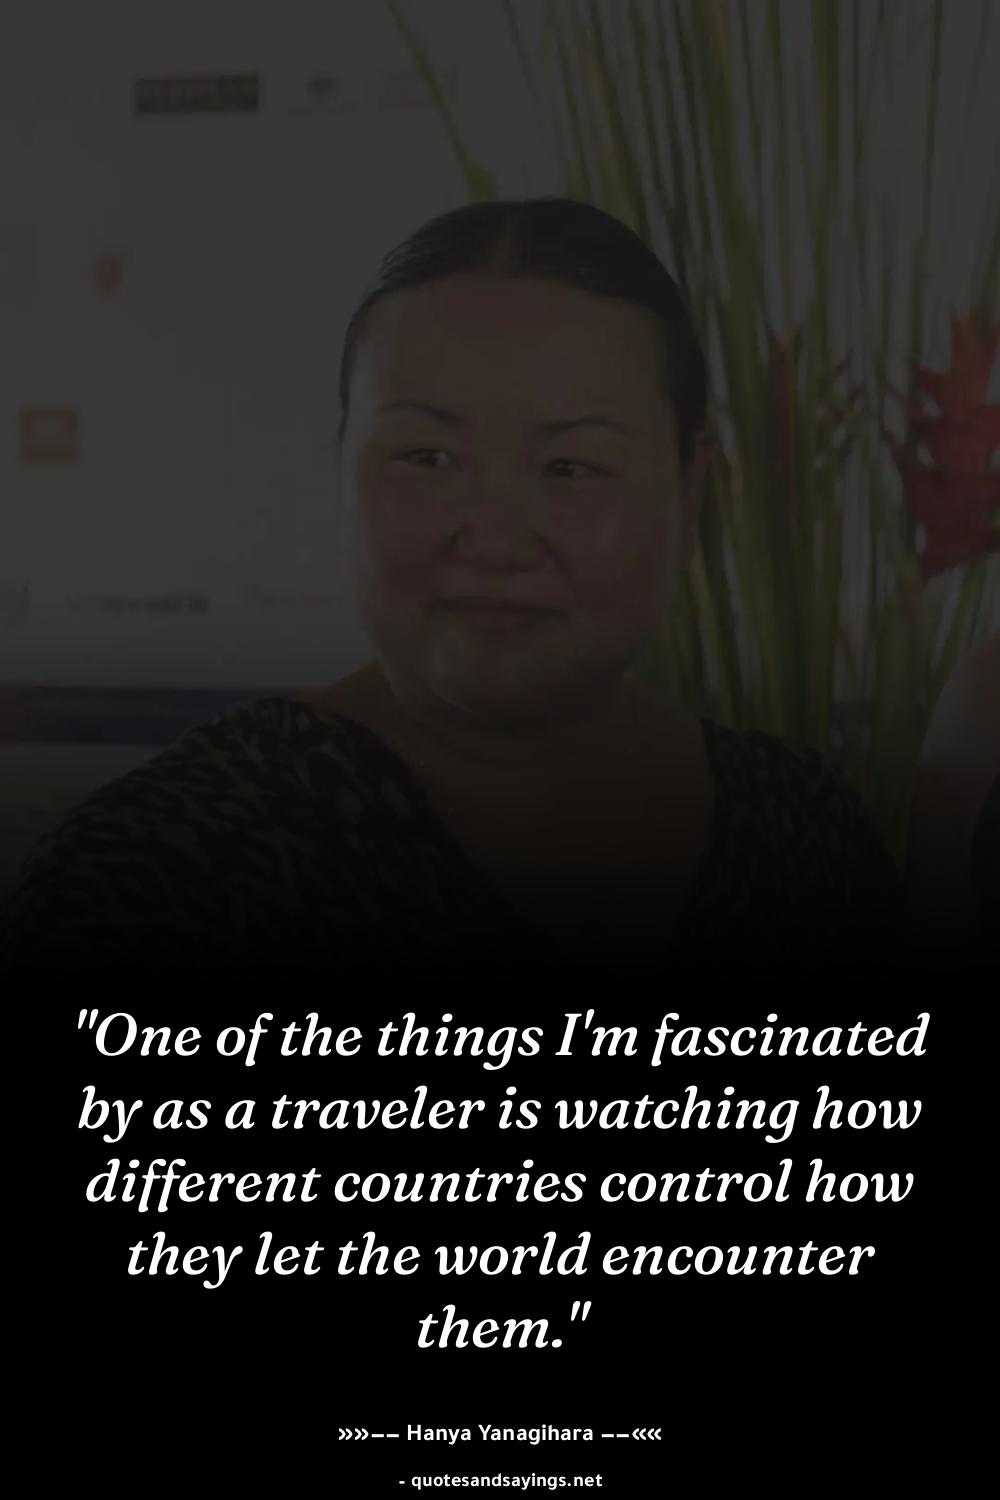 "One of the things I'm fascinated
by as a traveler is watching how
different countries control how
they let the world encounter
them."
»»−− Hanya Yanagihara −−««
- quotesandsayings.net